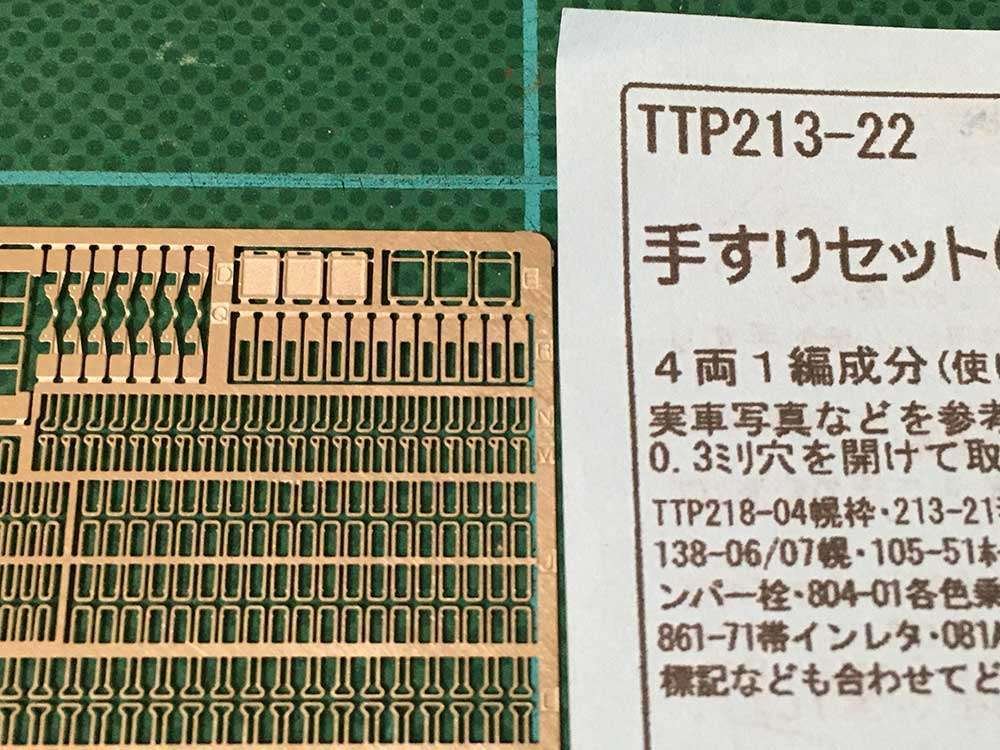 TTP213-22
手すりセット(
4両1編成分(使
実車写真などを参考
0.3ミリ穴を開けて取
TTP218-04幌枠・213-21
138-06/07幌・105-51
ンバー栓・804-01各色乗
861-71帯インレタ・081/
標記なども合わせてど
D
Q
E
R
N
M
J
L